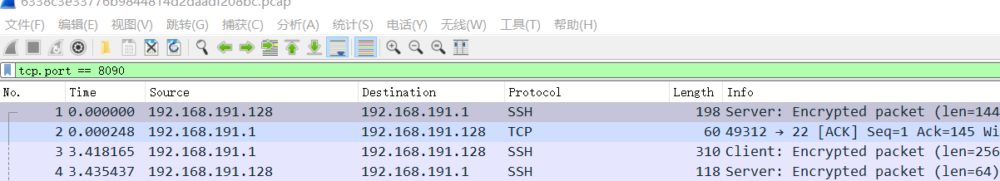 6338c3e33776b9844814d2daadf208bc.pcap
文件(F) 编辑(E) 视图(V) 跳转(G) 捕获(C) 分析(A) 统计(S) 电话(Y) 无线(W) 工具(T) 帮助(H)
tcp.port == 8090
No. Time Source Destination Protocol Length Info
1 0.000000 192.168.191.128 192.168.191.1 SSH 198 Server: Encrypted packet (len=144
2 0.000248 192.168.191.1 192.168.191.128 TCP 60 49312 → 22 [ACK] Seq=1 Ack=145 Wi
3 3.418165 192.168.191.1 192.168.191.128 SSH 310 Client: Encrypted packet (len=256
4 3.435437 192.168.191.128 192.168.191.1 SSH 118 Server: Encrypted packet (len=64)